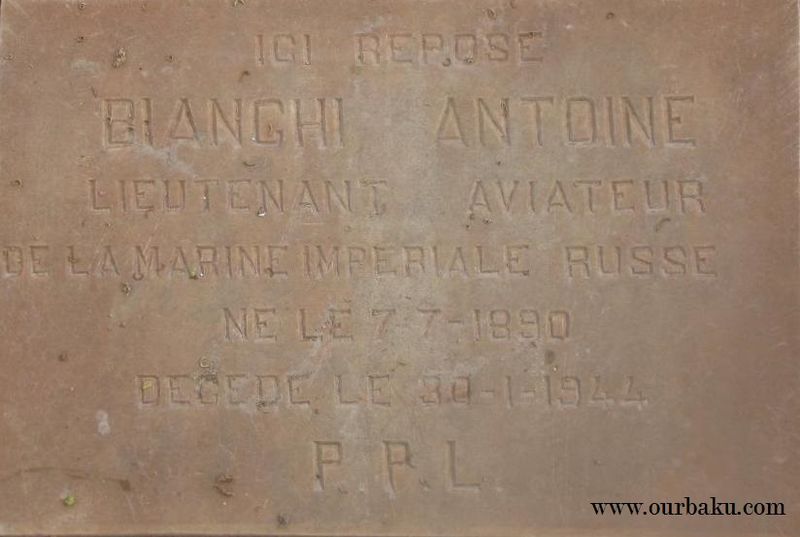 ICI REPOSE
BIANCHI ANTOINE
LIEUTENANT AVIATEUR
DE LA MARINE IMPERIALE RUSSE
NE LE 7 7-1890
DECEDE LE 30-1-1944
P.P.L.
www.ourbaku.com